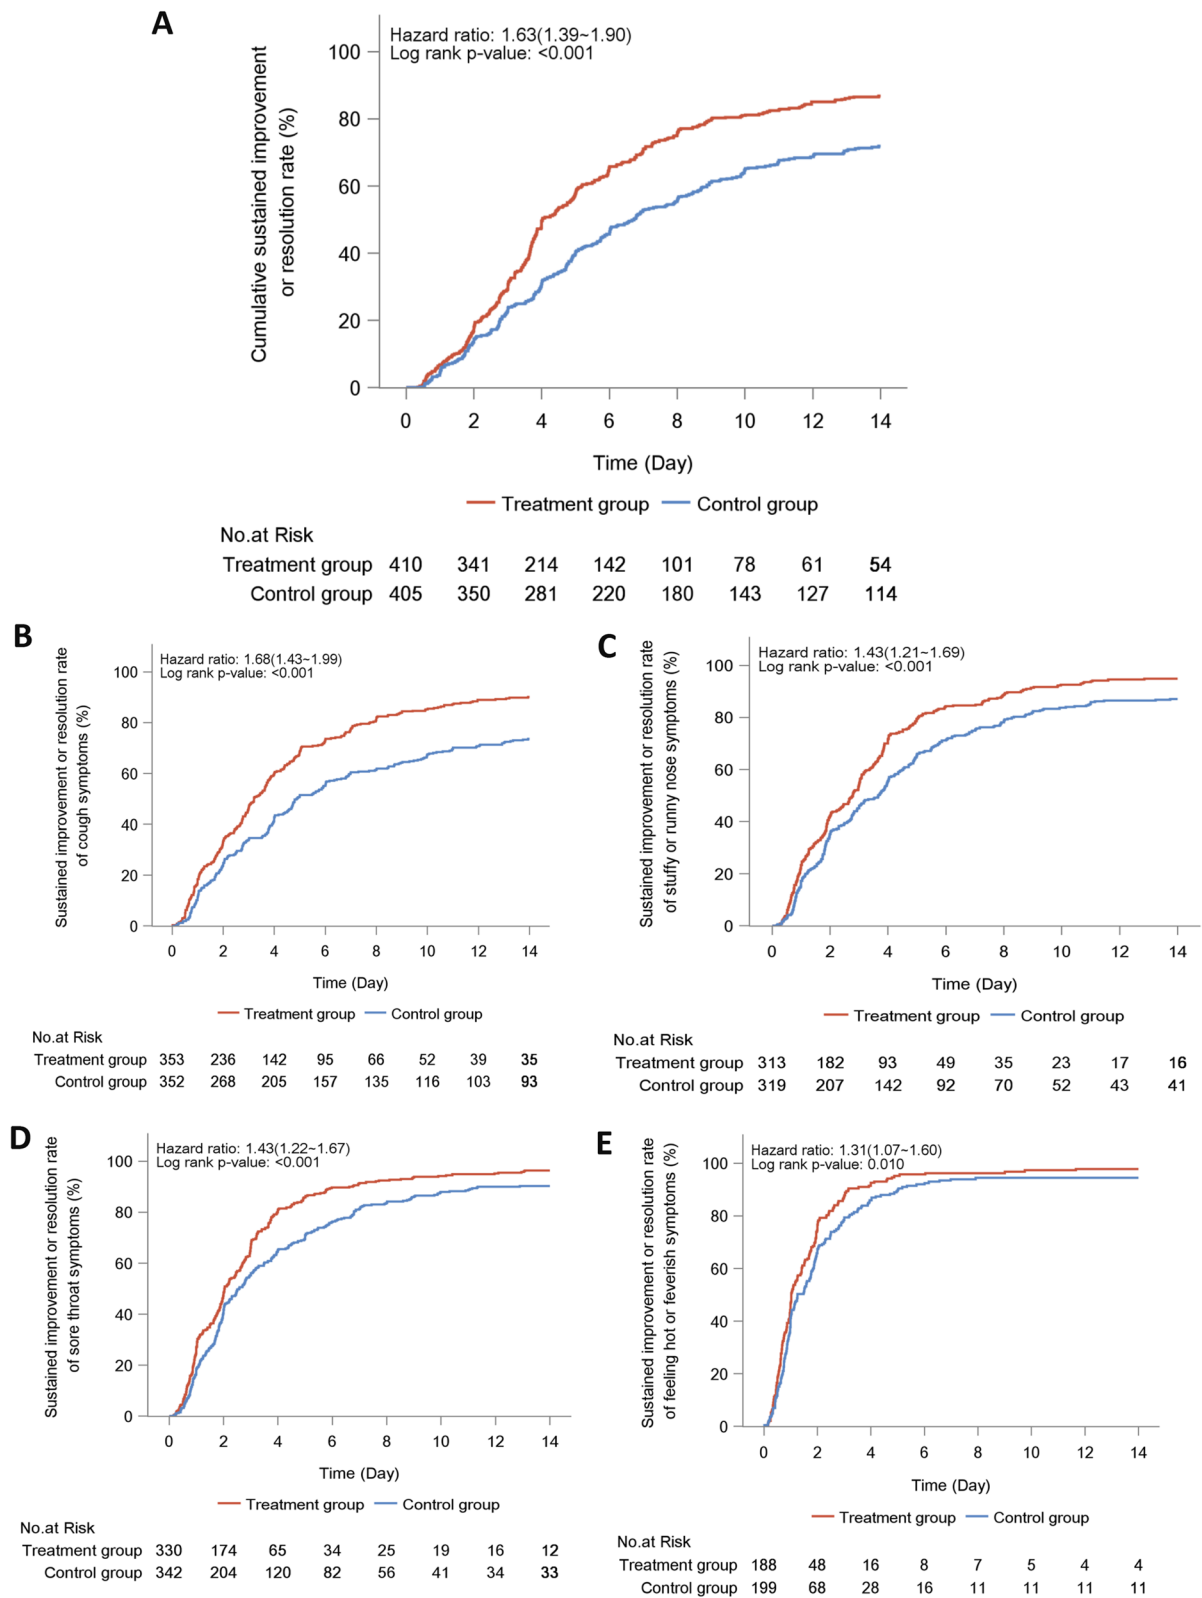 A
Hazard ratio: 1.63(1.39~1.90)
Log rank p-value: <0.001
Cumulative sustained improvement
or resolution rate (%)
100
80
60
40
20
0
0 2 4 6 8 10 12 14
Time (Day)
Treatment group Control group
No.at Risk
Treatment group 410 341 214 142 101 78 61 54
Control group 405 350 281 220 180 143 127 114
B
Hazard ratio: 1.68(1.43~1.99)
Log rank p-value: <0.001
Sustained improvement or resolution rate
of cough symptoms (%)
100
80
60
40
20
0
0 2 4 6 8 10 12 14
Time (Day)
Treatment group Control group
No.at Risk
Treatment group 353 236 142 95 66 52 39 35
Control group 352 268 205 157 135 116 103 93
C
Hazard ratio: 1.43(1.21~1.69)
Log rank p-value: <0.001
Sustained improvement or resolution rate
of stuffy or runny nose symptoms (%)
100
80
60
40
20
0
0 2 4 6 8 10 12 14
Time (Day)
Treatment group Control group
No.at Risk
Treatment group 313 182 93 49 35 23 17 16
Control group 319 207 142 92 70 52 43 41
D
Hazard ratio: 1.43(1.22~1.67)
Log rank p-value: <0.001
Sustained improvement or resolution rate
of sore throat symptoms (%)
100
80
60
40
20
0
0 2 4 6 8 10 12 14
Time (Day)
Treatment group Control group
No.at Risk
Treatment group 330 174 65 34 25 19 16 12
Control group 342 204 120 82 56 41 34 33
E
Hazard ratio: 1.31(1.07~1.60)
Log rank p-value: 0.010
Sustained improvement or resolution rate
of feeling hot or feverish symptoms (%)
100
80
60
40
20
0
0 2 4 6 8 10 12 14
Time (Day)
Treatment group Control group
No.at Risk
Treatment group 188 48 16 8 7 5 4 4
Control group 199 68 28 16 11 11 11 11